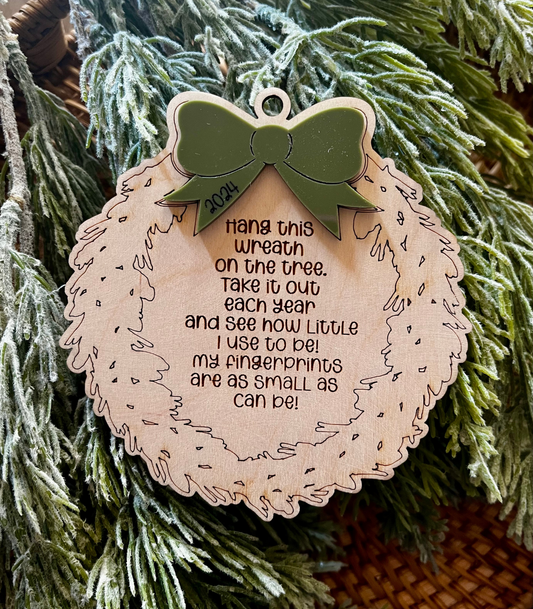 2024
Hang this
wreath
on the tree.
Take it out
each year
and see how Little
I use to be!
my fingerprints
are as small as
can be!